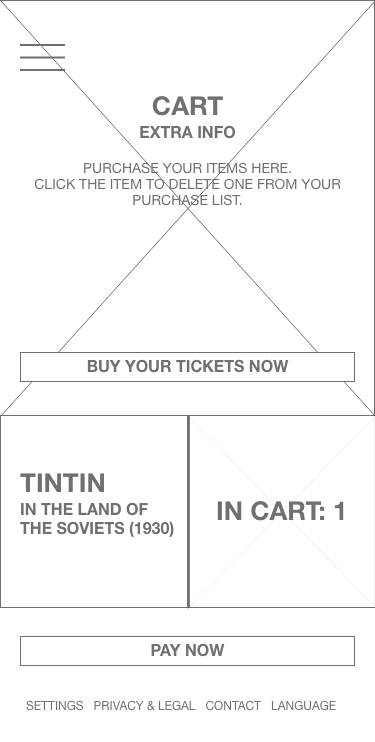 CART
EXTRA INFO
PURCHASE YOUR ITEMS HERE.
CLICK THE ITEM TO DELETE ONE FROM YOUR
PURCHASE LIST.
BUY YOUR TICKETS NOW
TINTIN
IN THE LAND OF
THE SOVIETS (1930)
IN CART: 1
PAY NOW
SETTINGS PRIVACY & LEGAL CONTACT LANGUAGE